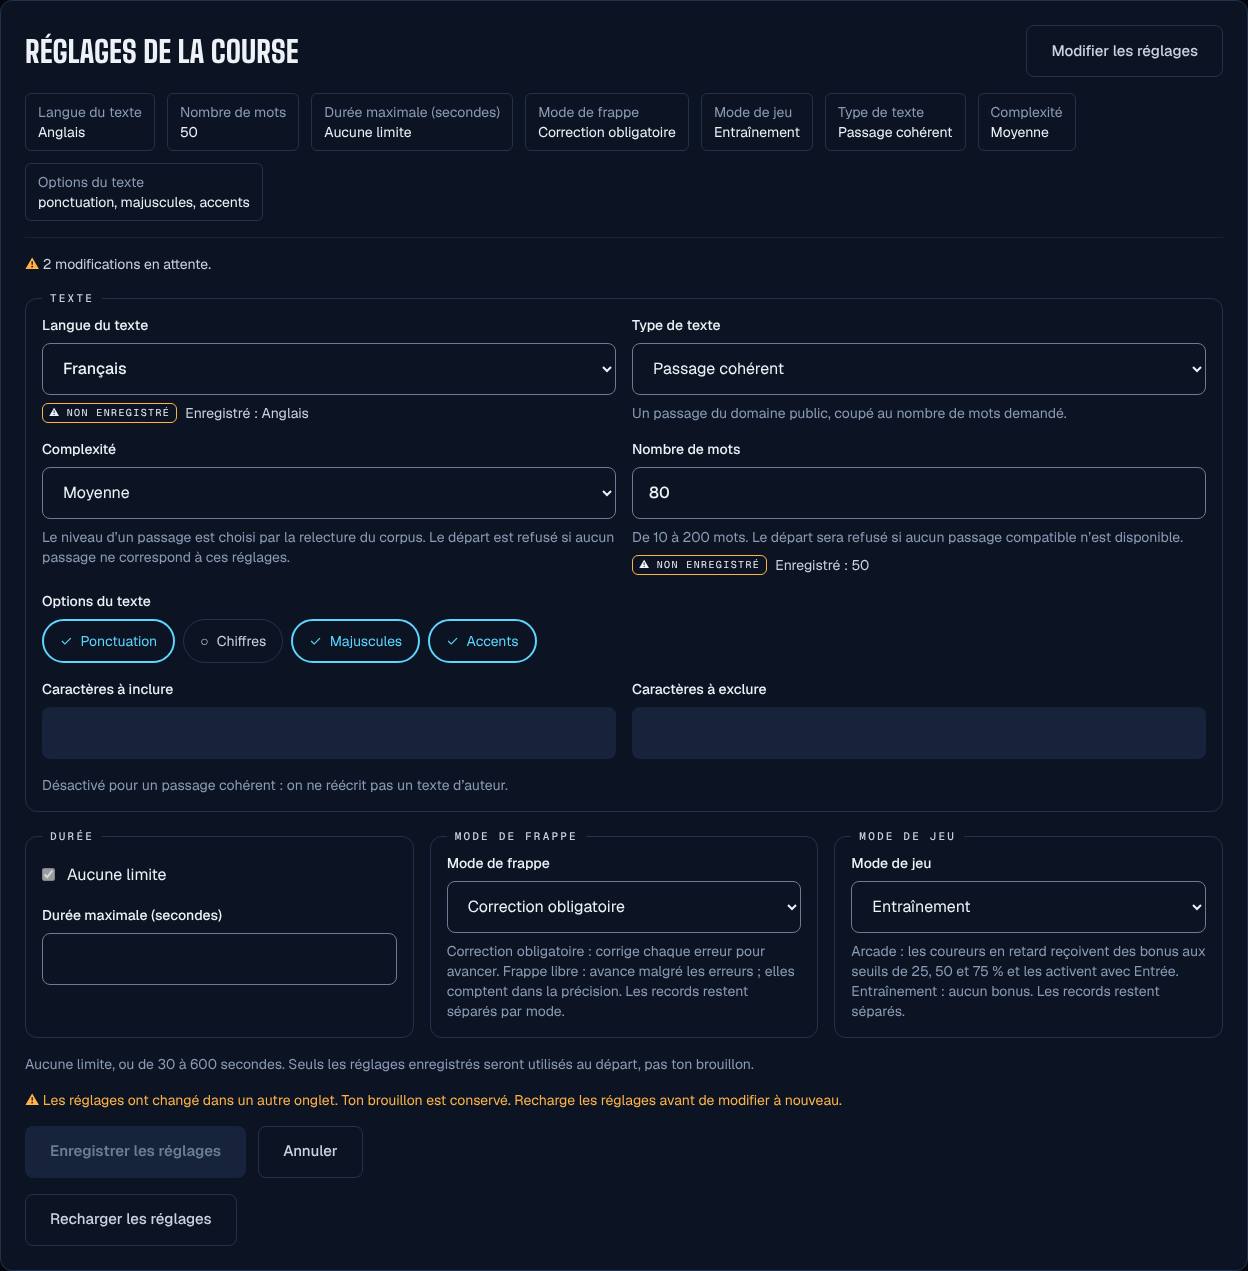 RÉGLAGES DE LA COURSE
Modifier les réglages
Langue du texte
Anglais
Nombre de mots
50
Durée maximale (secondes)
Aucune limite
Mode de frappe
Correction obligatoire
Mode de jeu
Entraînement
Type de texte
Passage cohérent
Complexité
Moyenne
Options du texte
ponctuation, majuscules, accents
2 modifications en attente.
TEXTE
Langue du texte
Français
NON ENREGISTRÉ Enregistré : Anglais
Type de texte
Passage cohérent
Un passage du domaine public, coupé au nombre de mots demandé.
Complexité
Moyenne
Le niveau d’un passage est choisi par la relecture du corpus. Le départ est refusé si aucun
passage ne correspond à ces réglages.
Nombre de mots
80
De 10 à 200 mots. Le départ sera refusé si aucun passage compatible n’est disponible.
NON ENREGISTRÉ Enregistré : 50
Options du texte
✓ Ponctuation
○ Chiffres
✓ Majuscules
✓ Accents
Caractères à inclure
Caractères à exclure
Désactivé pour un passage cohérent : on ne réécrit pas un texte d’auteur.
DURÉE
Aucune limite
Durée maximale (secondes)
MODE DE FRAPPE
Mode de frappe
Correction obligatoire
Correction obligatoire : corrige chaque erreur pour
avancer. Frappe libre : avance malgré les erreurs ; elles
comptent dans la précision. Les records restent
séparés par mode.
MODE DE JEU
Mode de jeu
Entraînement
Arcade : les coureurs en retard reçoivent des bonus aux
seuils de 25, 50 et 75 % et les activent avec Entrée.
Entraînement : aucun bonus. Les records restent
séparés.
Aucune limite, ou de 30 à 600 secondes. Seuls les réglages enregistrés seront utilisés au départ, pas ton brouillon.
Les réglages ont changé dans un autre onglet. Ton brouillon est conservé. Recharge les réglages avant de modifier à nouveau.
Enregistrer les réglages
Annuler
Recharger les réglages